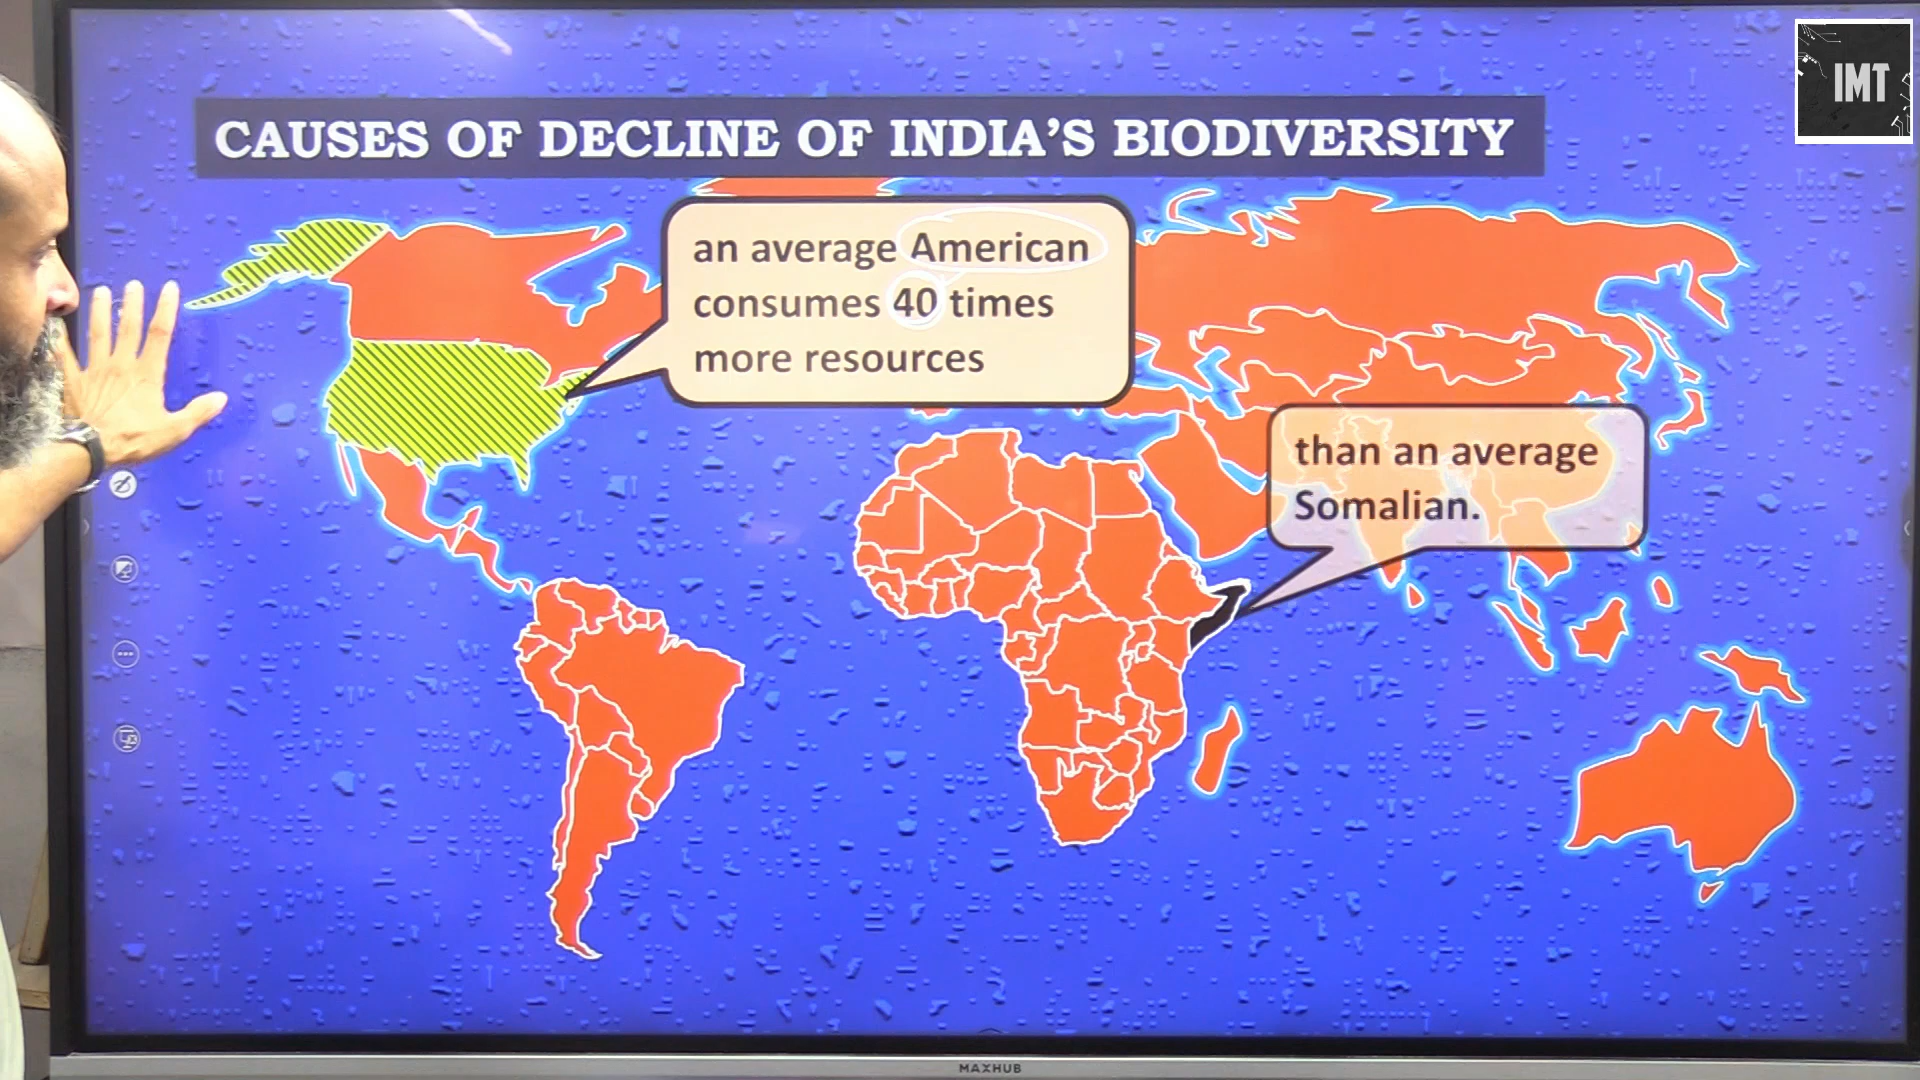 IMT
CAUSES OF DECLINE OF INDIA'S BIODIVERSITY
an average American
consumes 40 times
more resources
than an average
Somalian.
MAXHUB